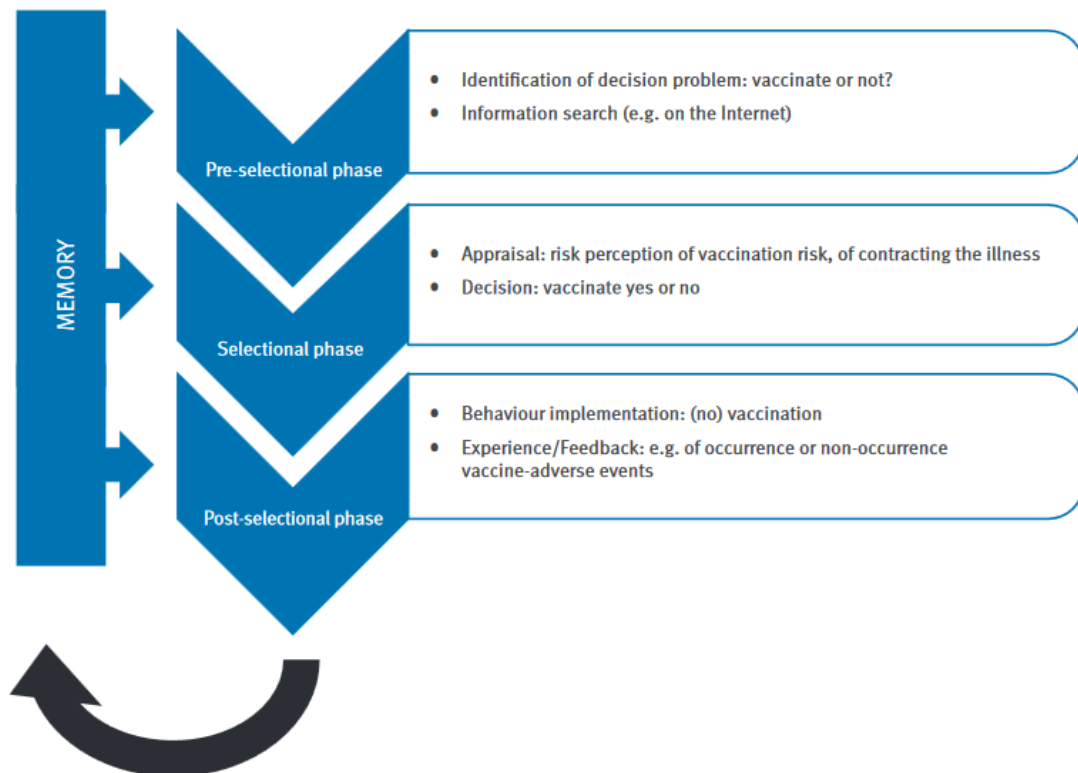 MEMORY
Pre-selectional phase
• Identification of decision problem: vaccinate or not?
• Information search (e.g. on the Internet)
Selectional phase
• Appraisal: risk perception of vaccination risk, of contracting the illness
• Decision: vaccinate yes or no
Post-selectional phase
• Behaviour implementation: (no) vaccination
• Experience/Feedback: e.g. of occurrence or non-occurrence
vaccine-adverse events